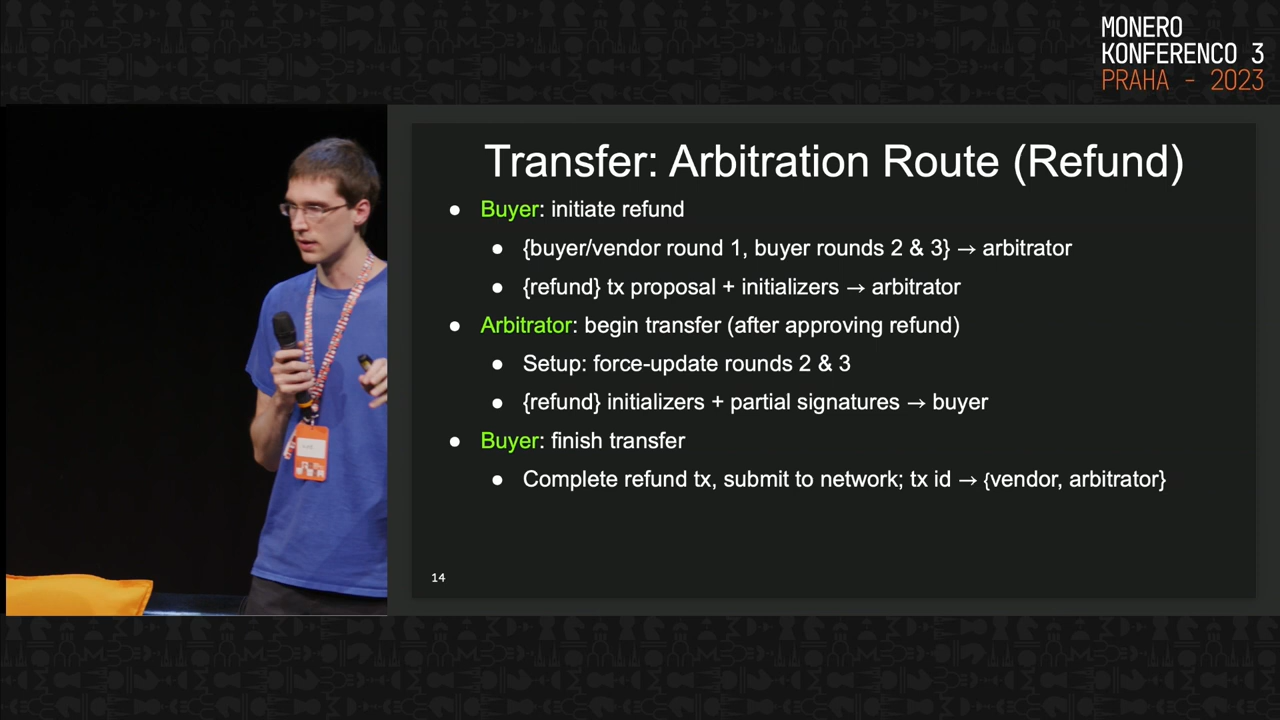 MONERO
KONFERENCO 3
PRAHA - 2023
Transfer: Arbitration Route (Refund)
● Buyer: initiate refund
● {buyer/vendor round 1, buyer rounds 2 & 3} → arbitrator
● {refund} tx proposal + initializers → arbitrator
● Arbitrator: begin transfer (after approving refund)
● Setup: force-update rounds 2 & 3
● {refund} initializers + partial signatures → buyer
● Buyer: finish transfer
● Complete refund tx, submit to network; tx id → {vendor, arbitrator}
14